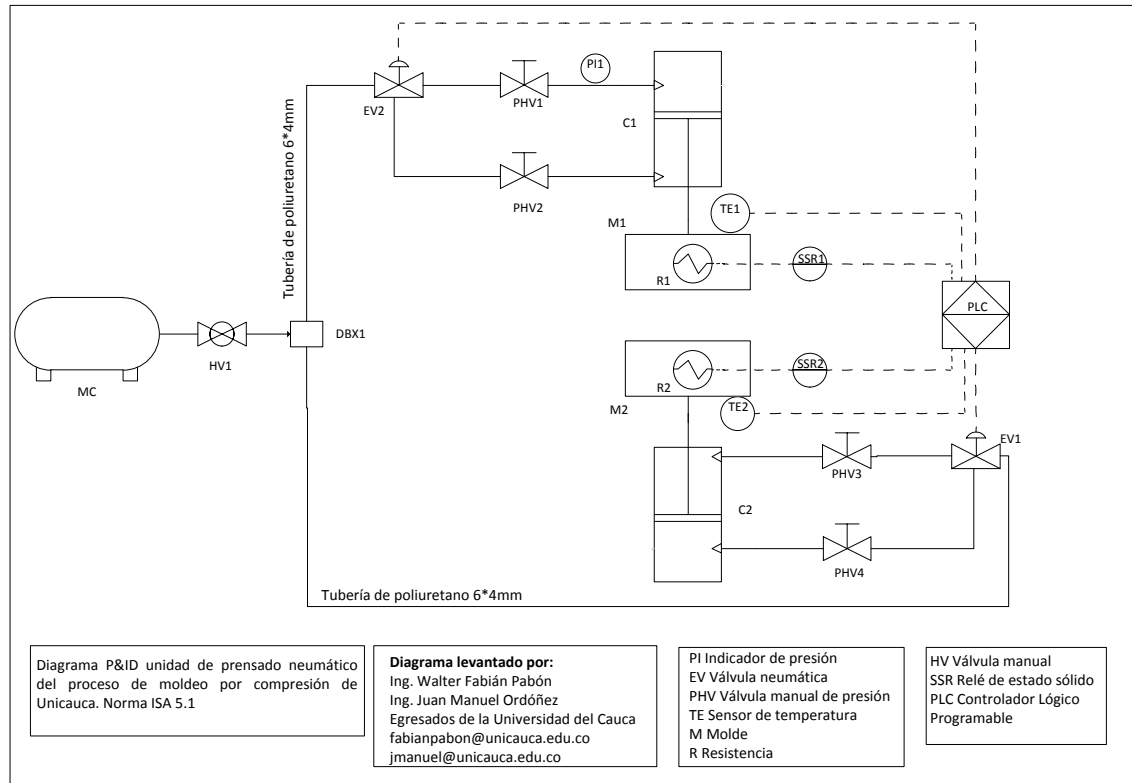 PI1
EV2
PHV1
C1
PHV2
Tubería de poliuretano 6*4mm
M1
TE1
R1
SSR1
PLC
DBX1
HV1
MC
R2
SSR2
M2
TE2
EV1
PHV3
C2
PHV4
Tubería de poliuretano 6*4mm
Diagrama P&ID unidad de prensado neumático
del proceso de moldeo por compresión de
Unicauca. Norma ISA 5.1
Diagrama levantado por:
Ing. Walter Fabián Pabón
Ing. Juan Manuel Ordóñez
Egresados de la Universidad del Cauca
fabianpabon@unicauca.edu.co
jmanuel@unicauca.edu.co
PI Indicador de presión
EV Válvula neumática
PHV Válvula manual de presión
TE Sensor de temperatura
M Molde
R Resistencia
HV Válvula manual
SSR Relé de estado sólido
PLC Controlador Lógico
Programable